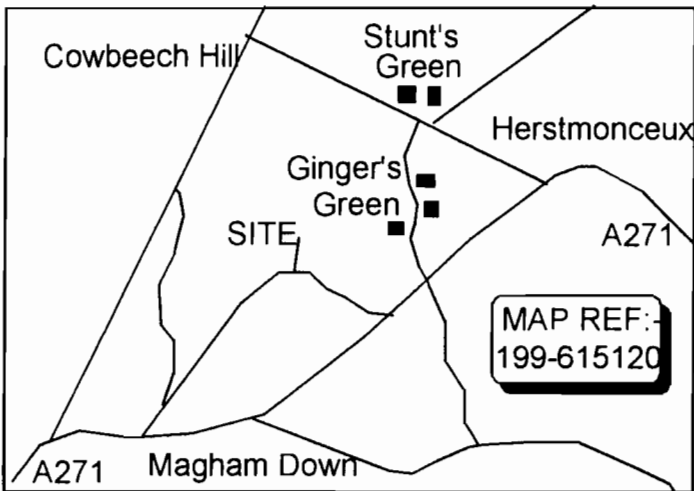 Stunt's
Green
Cowbeech Hill
Herstmonceux
Ginger's
Green
SITE
A271
MAP REF:-
199-615120
A271
Magham Down